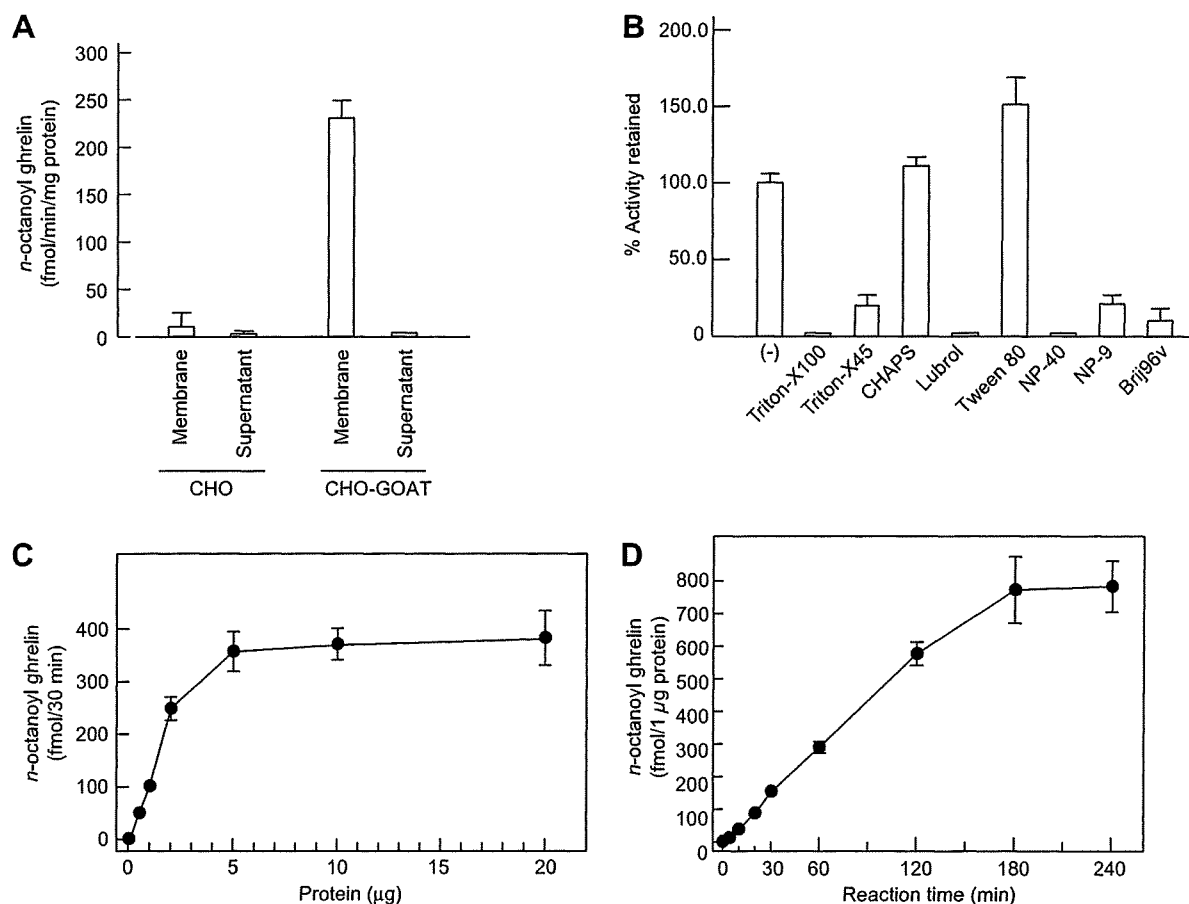 A
n-octanoyl ghrelin
(fmol/min/mg protein)
300
250
200
150
100
50
0
Membrane
Supernatant
Membrane
Supernatant
CHO
CHO-GOAT
B
% Activity retained
200.0
150.0
100.0
50.0
0
(-)
Triton-X100
Triton-X45
CHAPS
Lubrol
Tween 80
NP-40
NP-9
Brij96v
C
n-octanoyl ghrelin
(fmol/30 min)
400
300
200
100
0
0 5 10 15 20
Protein (µg)
D
n-octanoyl ghrelin
(fmol/1 µg protein)
800
700
600
500
400
300
200
100
0
0 30 60 120 180 240
Reaction time (min)